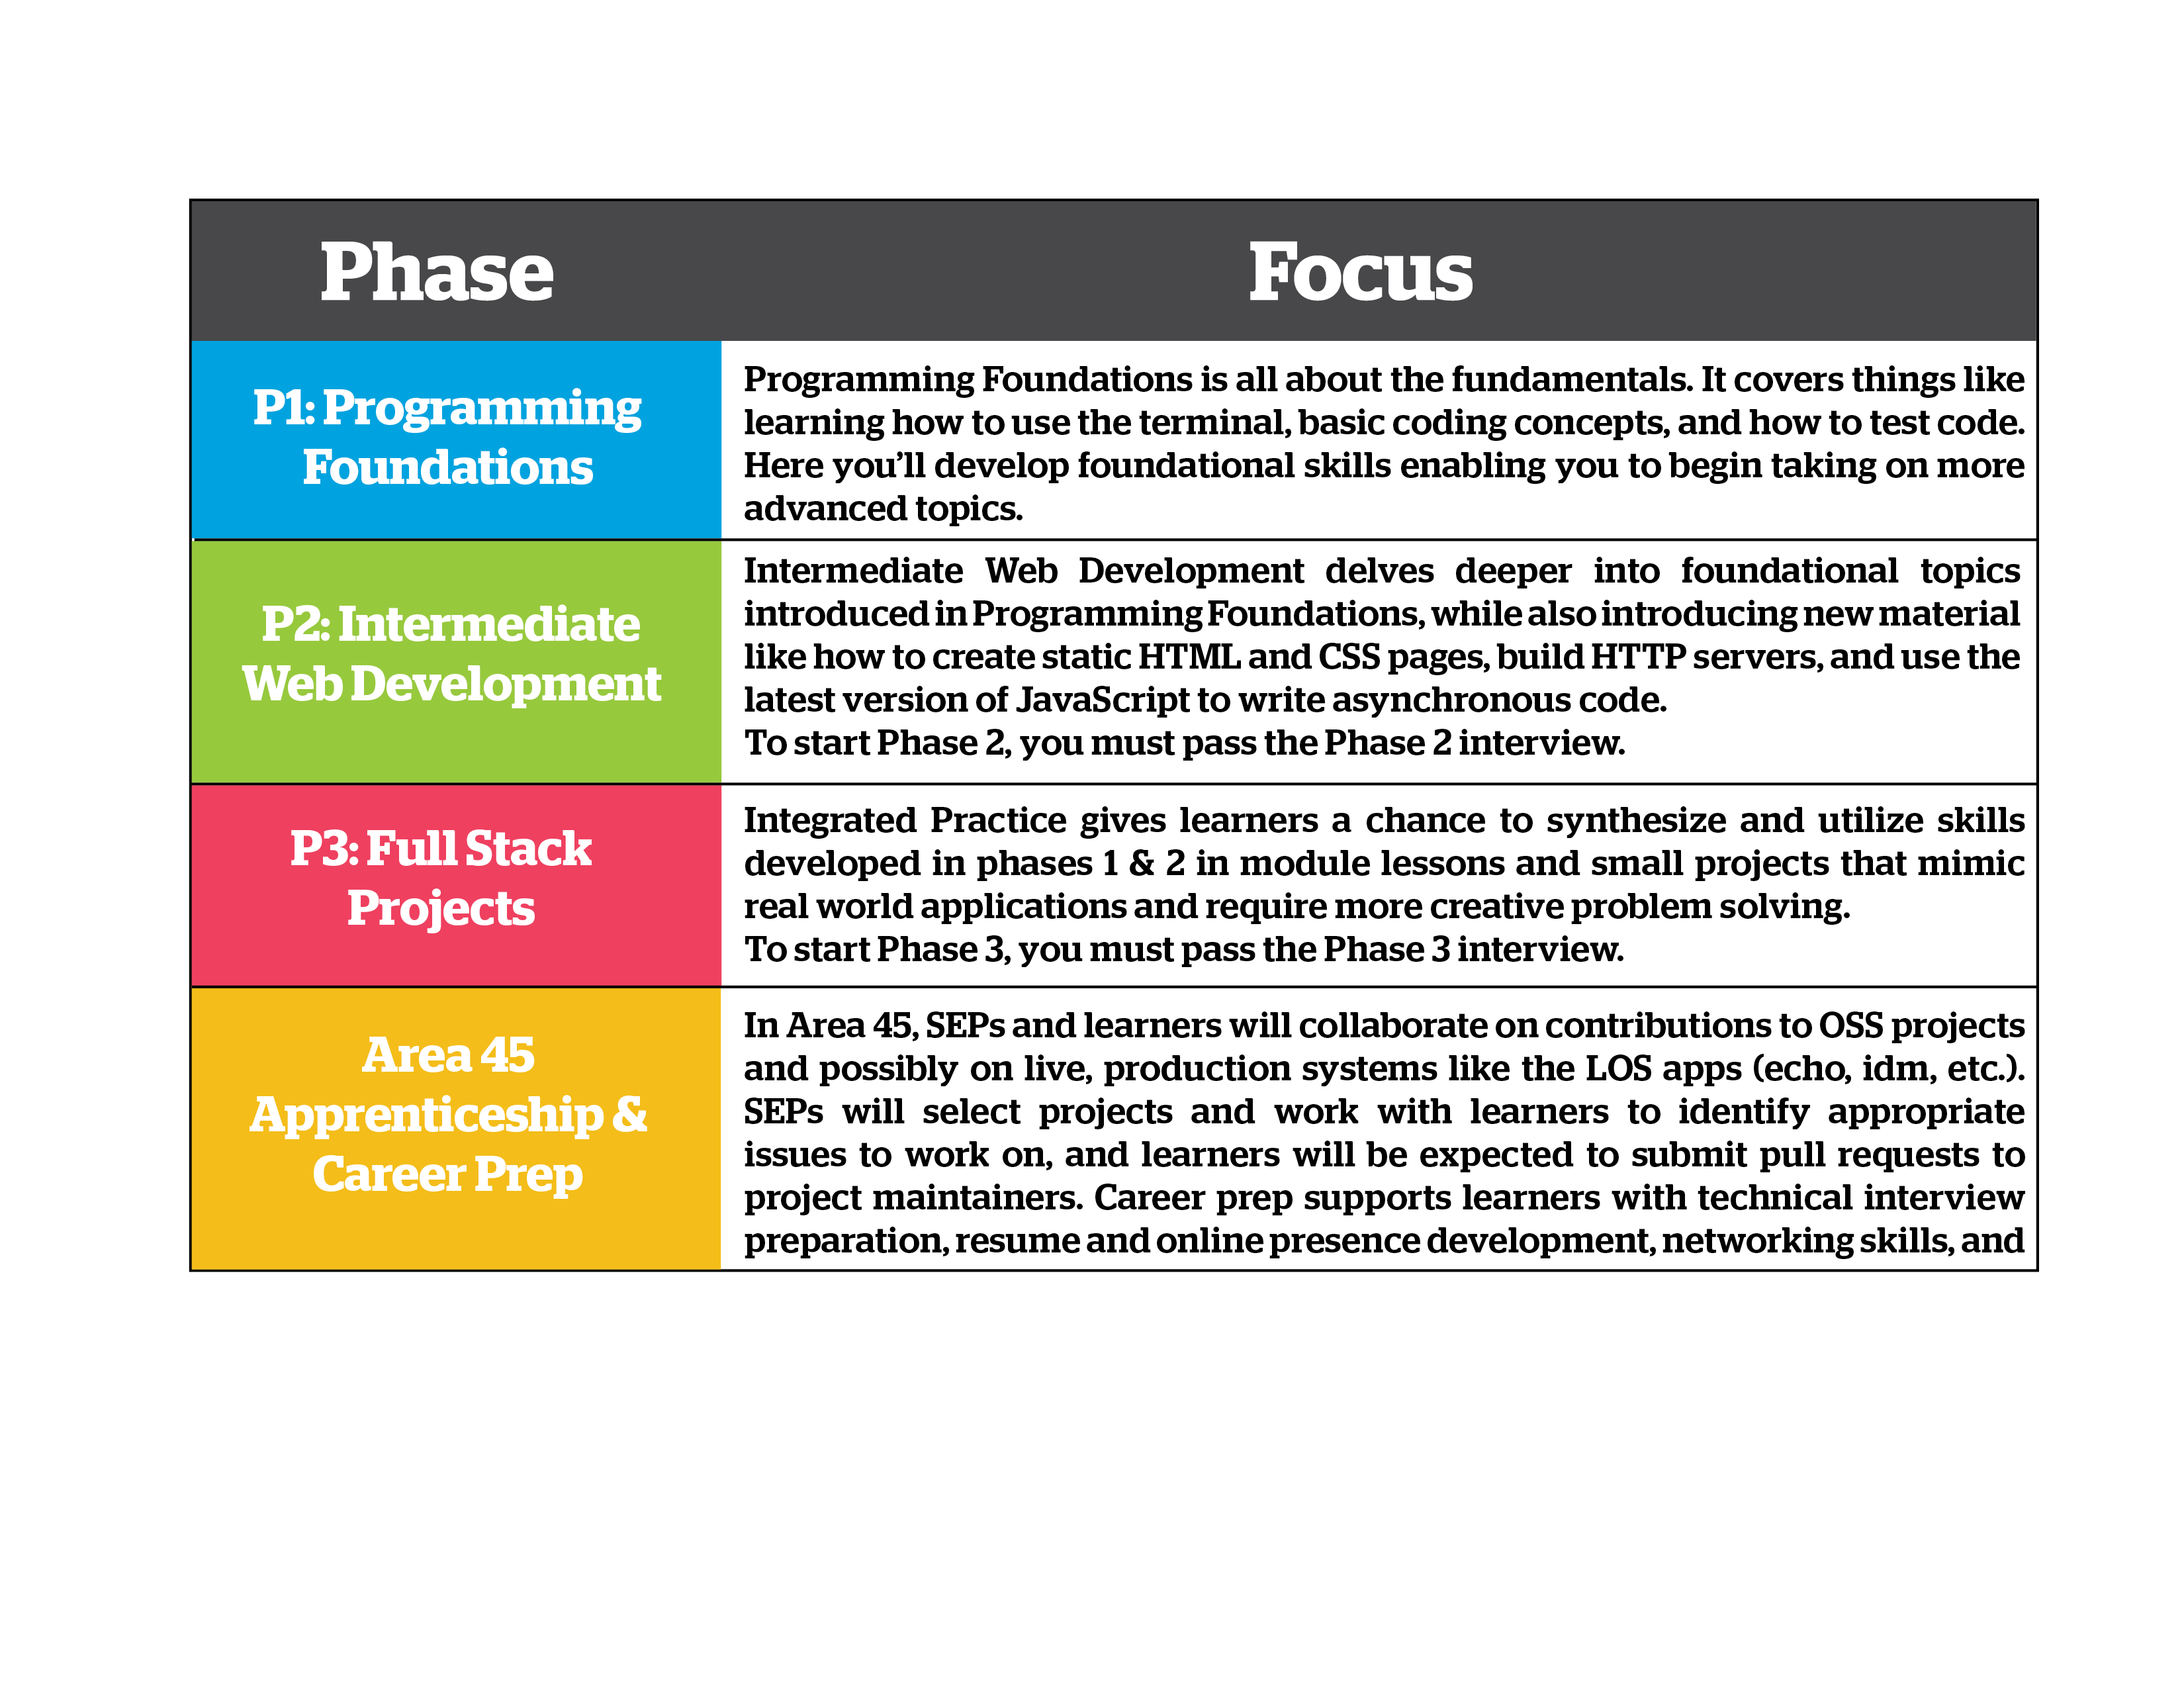 Phase
Focus
P1: Programming
Foundations
Programming Foundations is all about the fundamentals. It covers things like
learning how to use the terminal, basic coding concepts, and how to test code.
Here you’ll develop foundational skills enabling you to begin taking on more
advanced topics.
P2: Intermediate
Web Development
Intermediate Web Development delves deeper into foundational topics
introduced in Programming Foundations, while also introducing new material
like how to create static HTML and CSS pages, build HTTP servers, and use the
latest version of JavaScript to write asynchronous code.
To start Phase 2, you must pass the Phase 2 interview.
P3: Full Stack
Projects
Integrated Practice gives learners a chance to synthesize and utilize skills
developed in phases 1 & 2 in module lessons and small projects that mimic
real world applications and require more creative problem solving.
To start Phase 3, you must pass the Phase 3 interview.
Area 45
Apprenticeship &
Career Prep
In Area 45, SEPs and learners will collaborate on contributions to OSS projects
and possibly on live, production systems like the LOS apps (echo, idm, etc.).
SEPs will select projects and work with learners to identify appropriate
issues to work on, and learners will be expected to submit pull requests to
project maintainers. Career prep supports learners with technical interview
preparation, resume and online presence development, networking skills, and